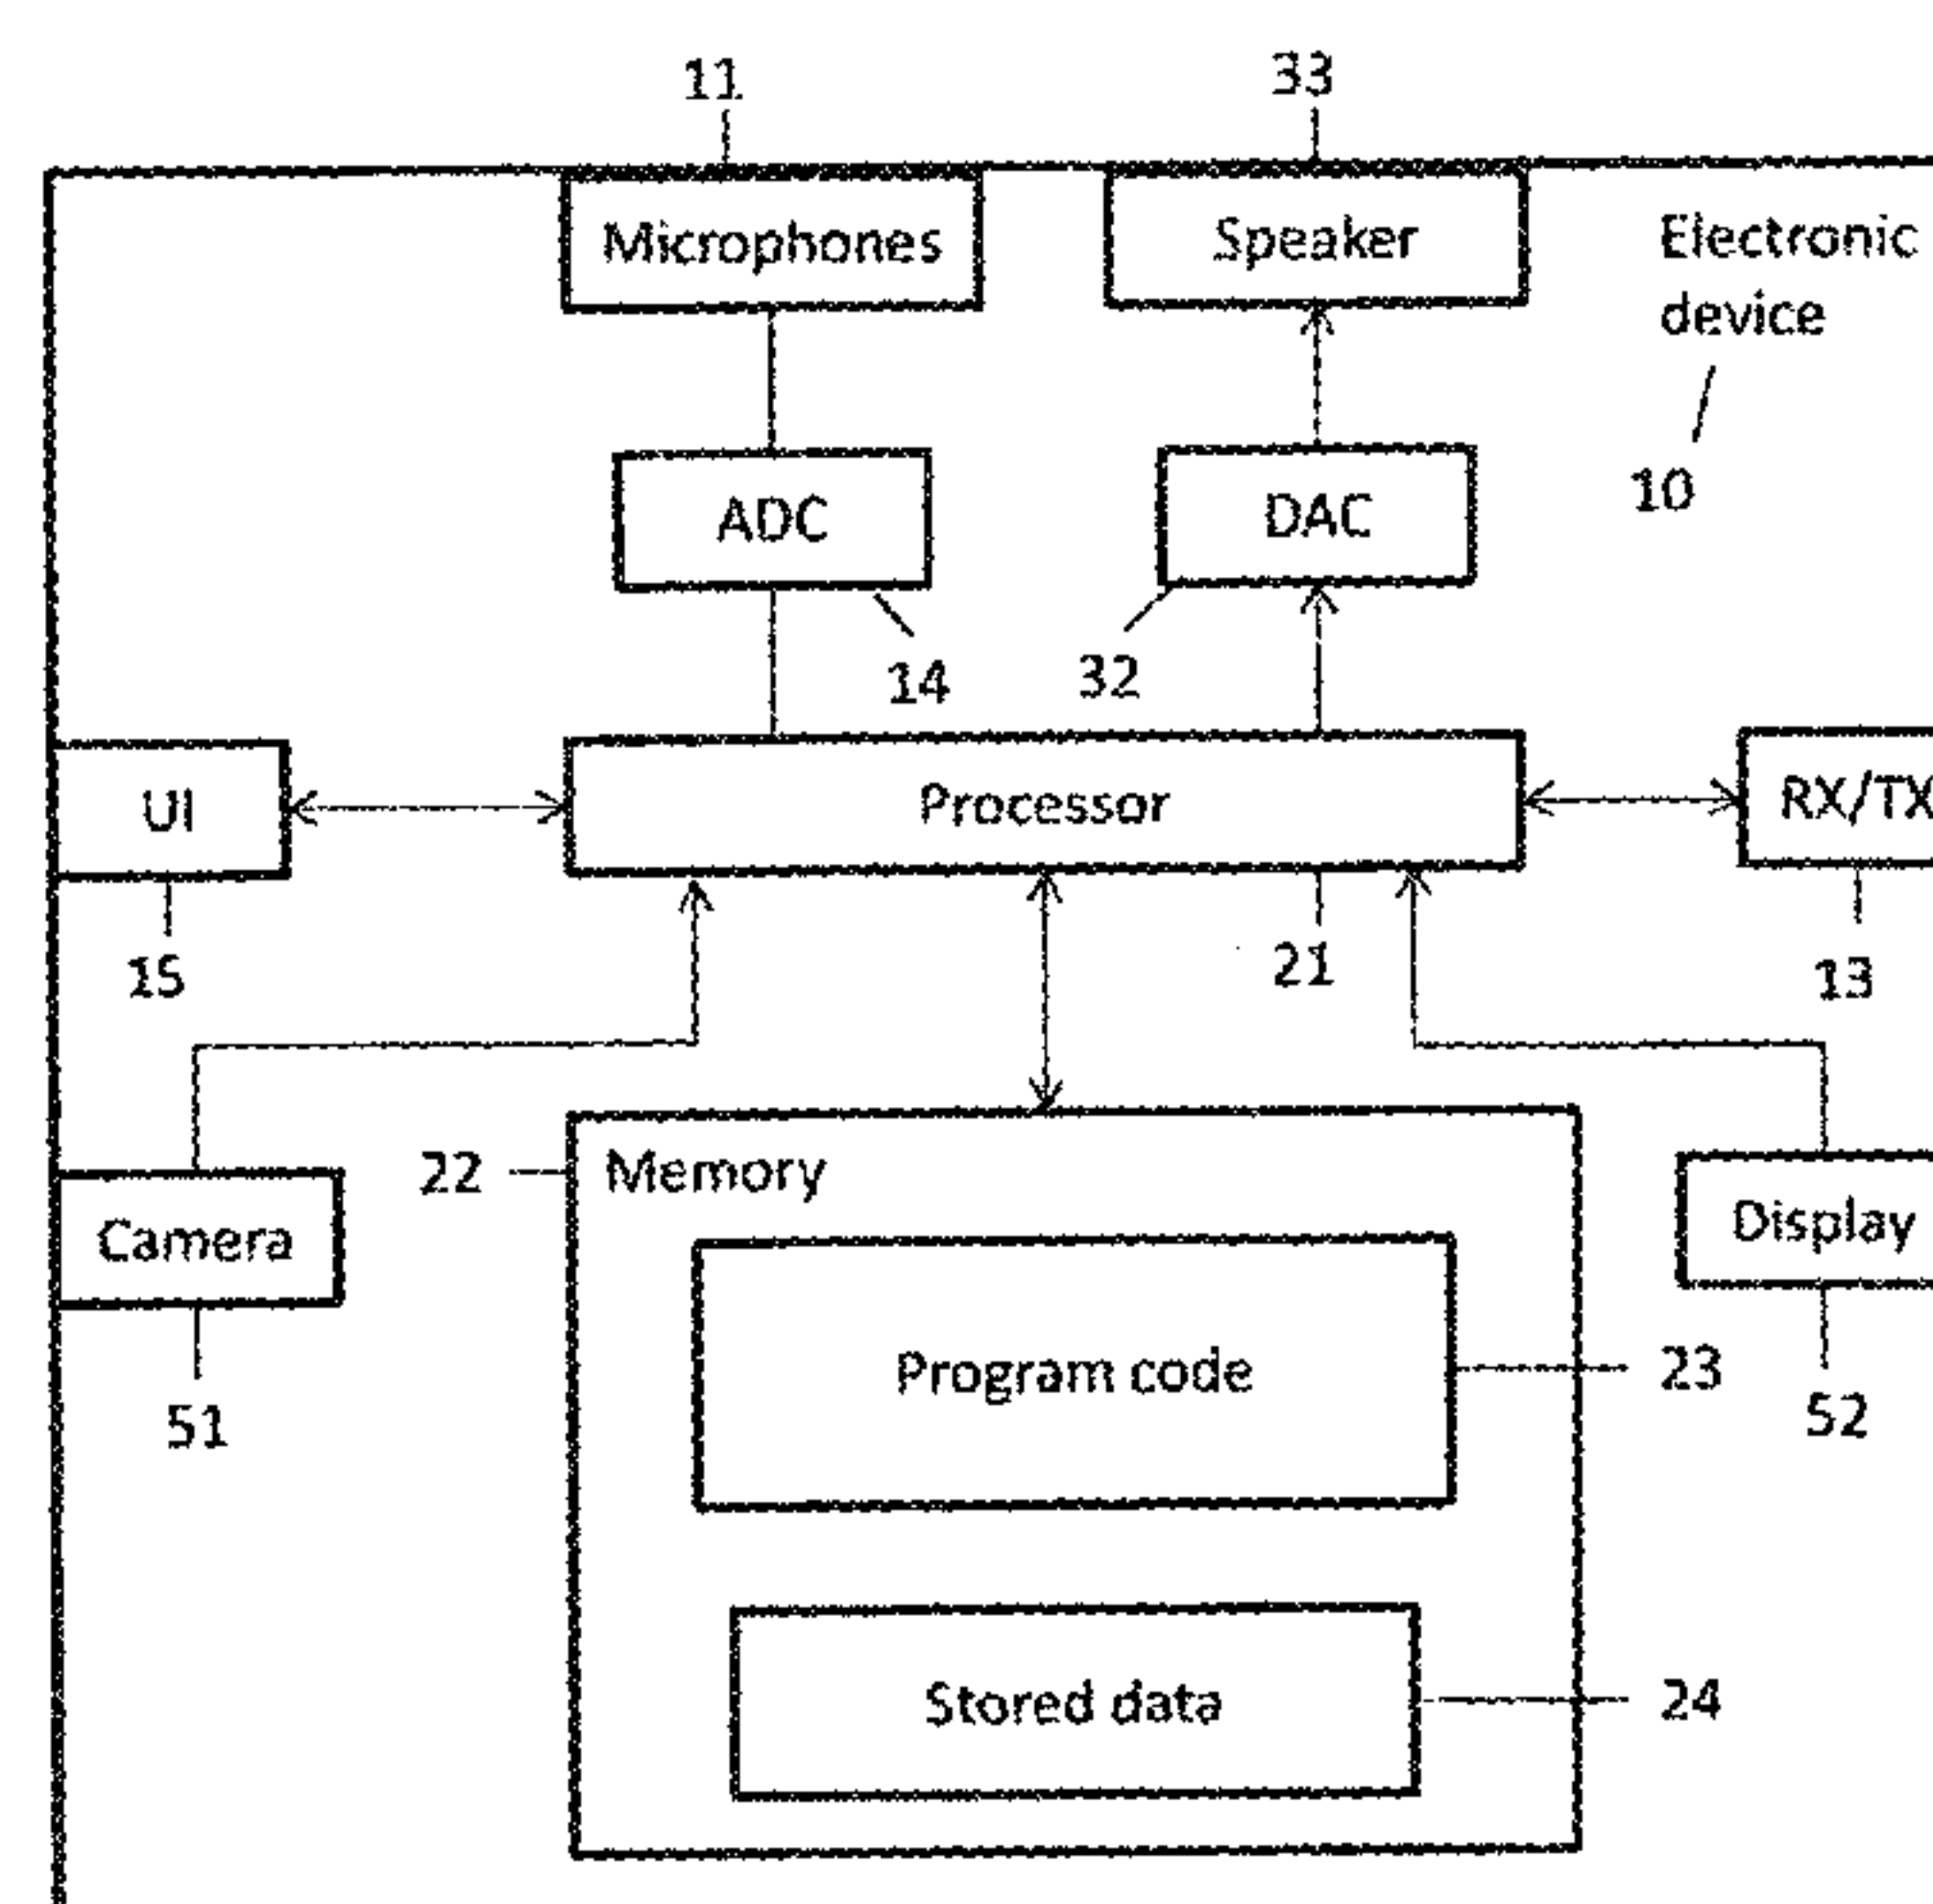 11
33
Microphones
Speaker
Electronic
device
10
ADC
DAC
14
32
UI
Processor
RX/TX
15
21
13
22
Memory
Camera
Display
Program code
23
51
52
Stored data
24